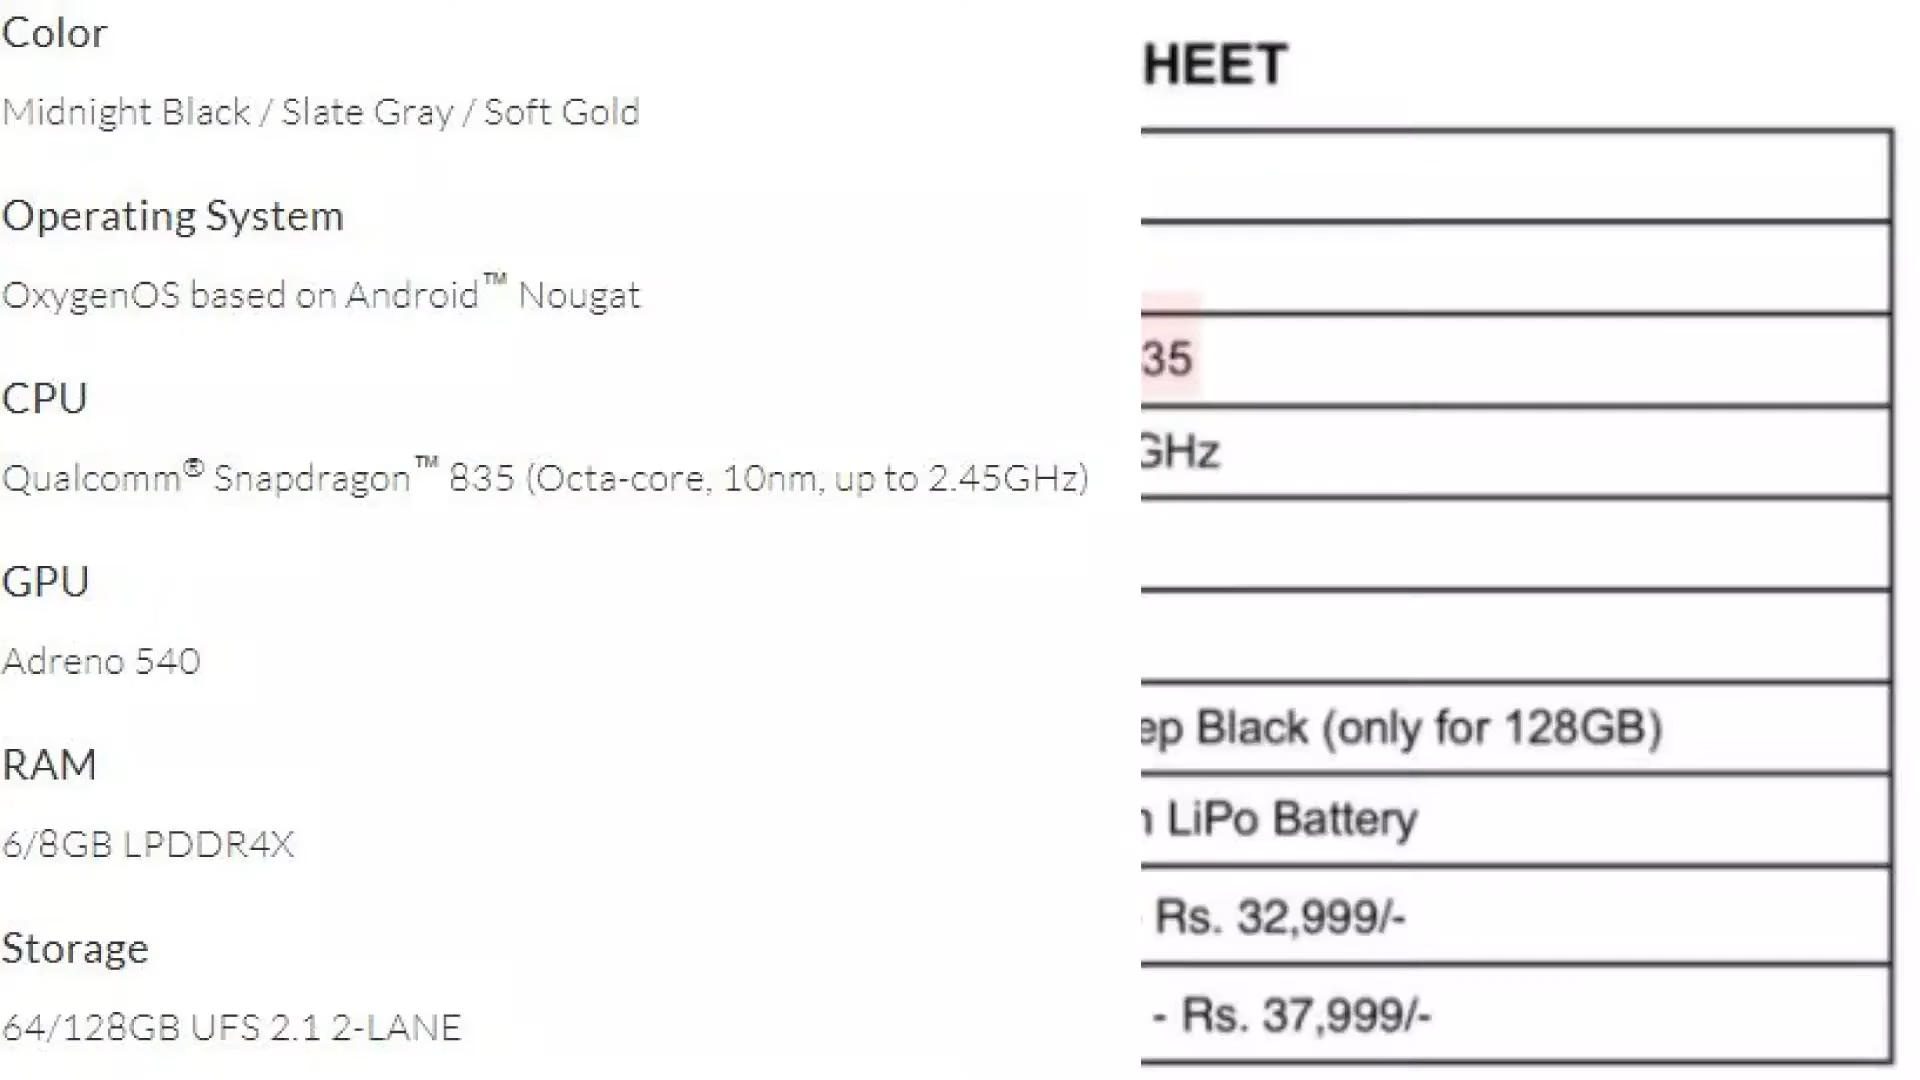 Color
Midnight Black / Slate Gray / Soft Gold
Operating System
OxygenOS based on Android™ Nougat
CPU
Qualcomm® Snapdragon™ 835 (Octa-core, 10nm, up to 2.45GHz)
GPU
Adreno 540
RAM
6/8GB LPDDR4X
Storage
64/128GB UFS 2.1 2-LANE
HEET
35
GHz
ep Black (only for 128GB)
LiPo Battery
Rs. 32,999/-
- Rs. 37,999/-